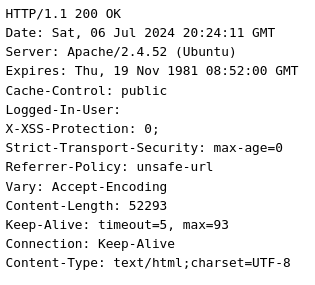 HTTP/1.1 200 OK
Date: Sat, 06 Jul 2024 20:24:11 GMT
Server: Apache/2.4.52 (Ubuntu)
Expires: Thu, 19 Nov 1981 08:52:00 GMT
Cache-Control: public
Logged-In-User:
X-XSS-Protection: 0;
Strict-Transport-Security: max-age=0
Referrer-Policy: unsafe-url
Vary: Accept-Encoding
Content-Length: 52293
Keep-Alive: timeout=5, max=93
Connection: Keep-Alive
Content-Type: text/html;charset=UTF-8